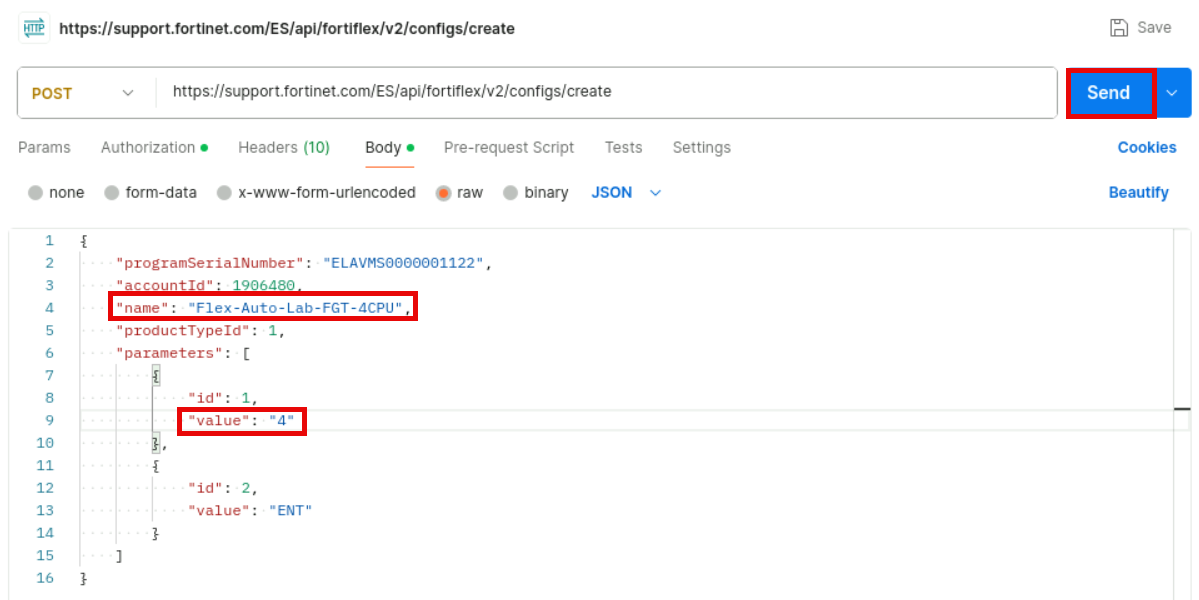 HTTP https://support.fortinet.com/ES/api/fortiflex/v2/configs/create Save
POST https://support.fortinet.com/ES/api/fortiflex/v2/configs/create Send
Params Authorization Headers (10) Body Pre-request Script Tests Settings Cookies
none form-data x-www-form-urlencoded raw binary JSON Beautify
1 {
2 "programSerialNumber": "ELAVMS0000001122",
3 "accountId": 1906480,
4 "name": "Flex-Auto-Lab-FGT-4CPU",
5 "productTypeId": 1,
6 "parameters": [
7 {
8 "id": 1,
9 "value": "4"
10 },
11 {
12 "id": 2,
13 "value": "ENT"
14 }
15 ]
16 }